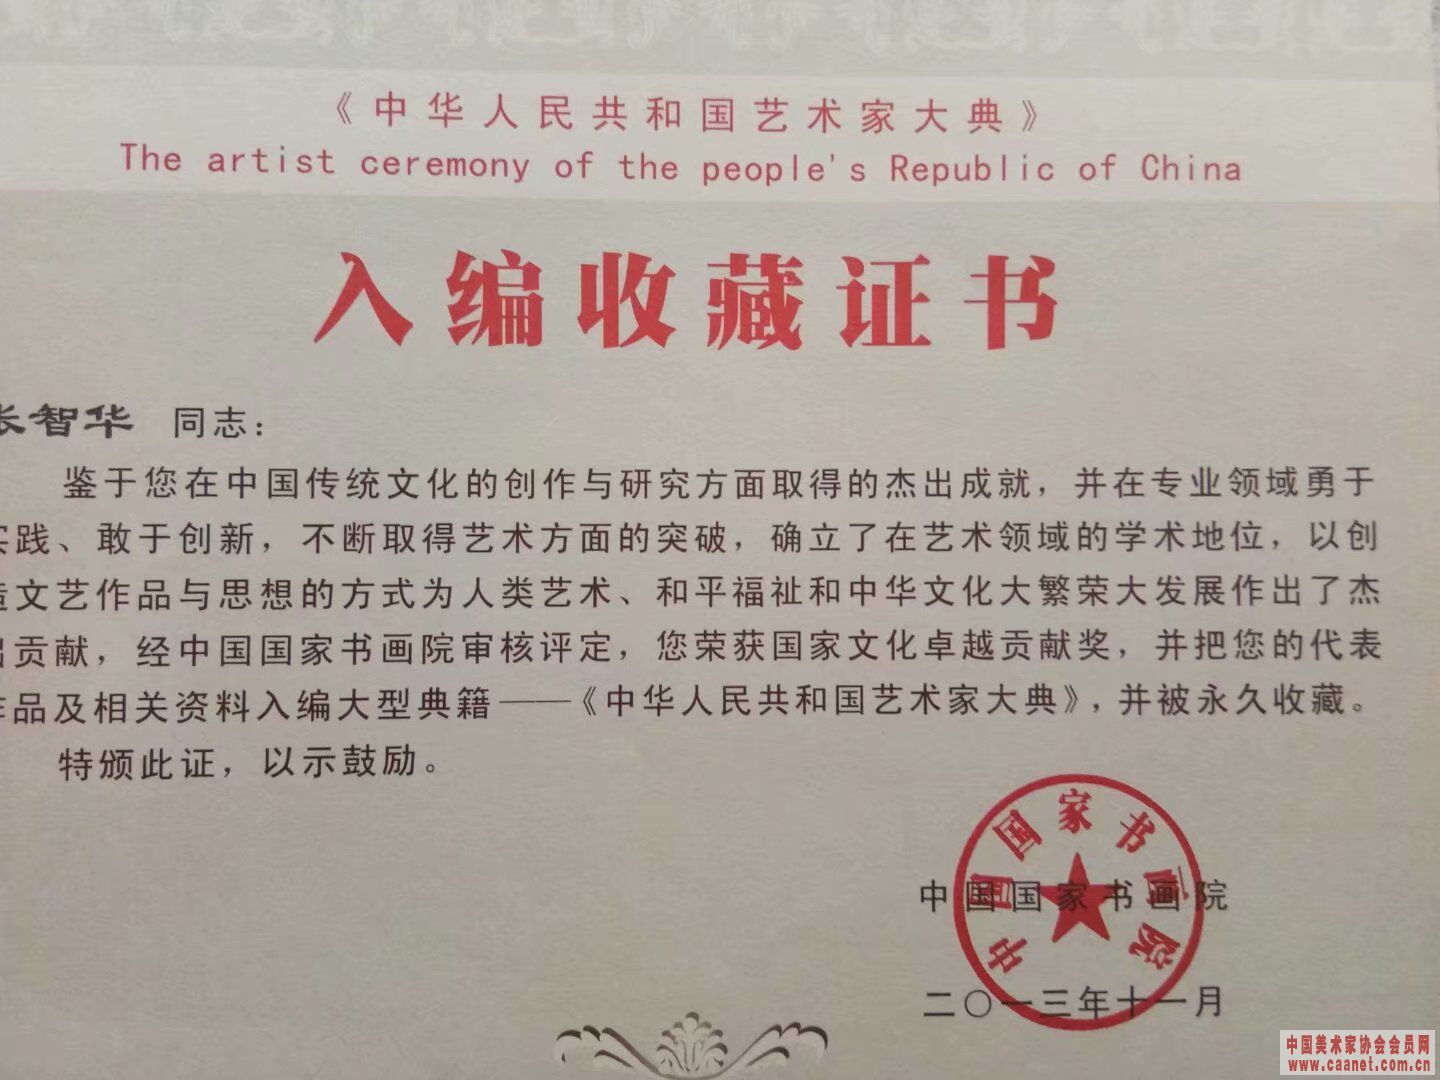 《中华人民共和国艺术家大典》
The artist ceremony of the people's Republic of China
入编收藏证书
张智华 同志：
鉴于您在中国传统文化的创作与研究方面取得的杰出成就，并在专业领域勇于
实践、敢于创新，不断取得艺术方面的突破，确立了在艺术领域的学术地位，以创
造文艺作品与思想的方式为人类艺术、和平福祉和中华文化大繁荣大发展作出了杰
出贡献，经中国国家书画院审核评定，您荣获国家文化卓越贡献奖，并把您的代表
作品及相关资料入编大型典籍——《中华人民共和国艺术家大典》，并被永久收藏。
特颁此证，以示鼓励。
中国国家书画院
中国国家书画院
二〇一三年十一月
中国美术家协会会员网
www.caanet.com.cn